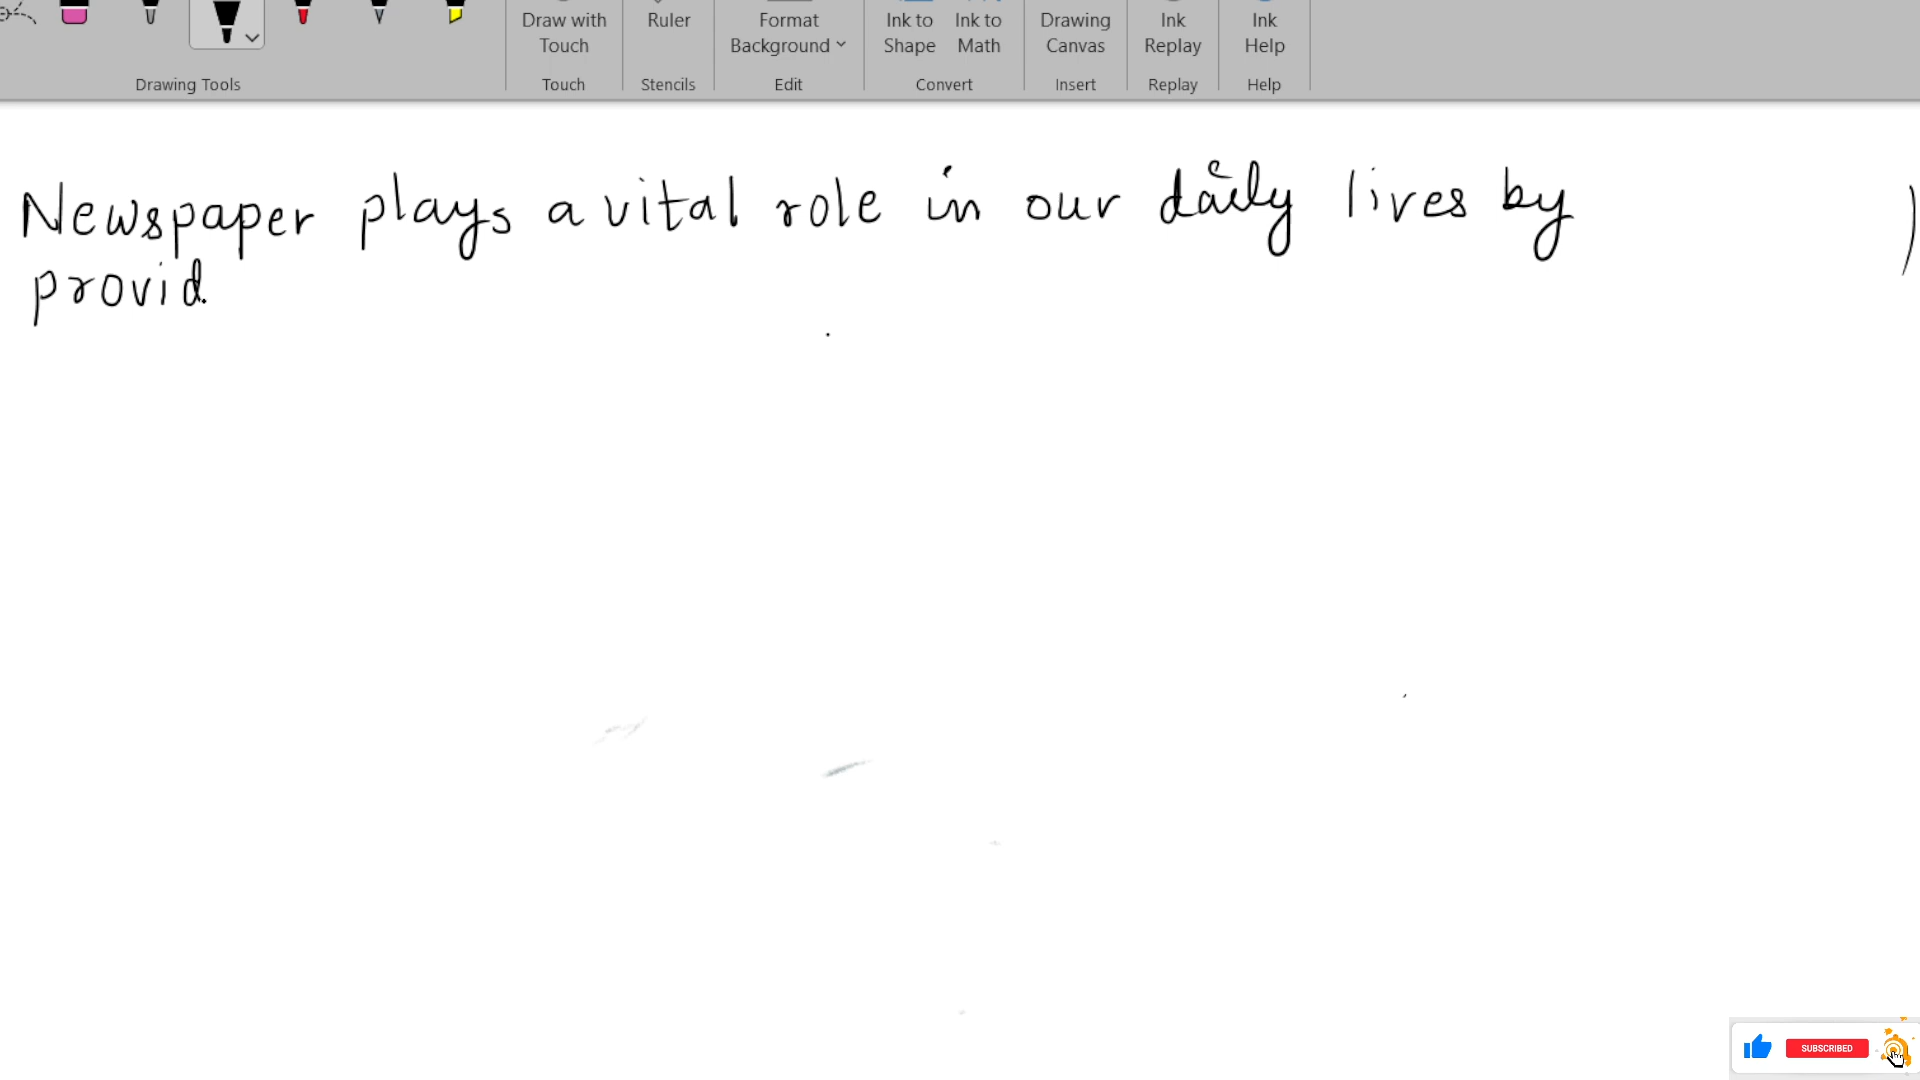 Draw with Touch
Ruler
Format Background
Ink to Shape
Ink to Math
Drawing Canvas
Ink Replay
Ink Help
Drawing Tools
Touch
Stencils
Edit
Convert
Insert
Replay
Help
Newspaper plays a vital role in our daily lives by
provid
SUBSCRIBED